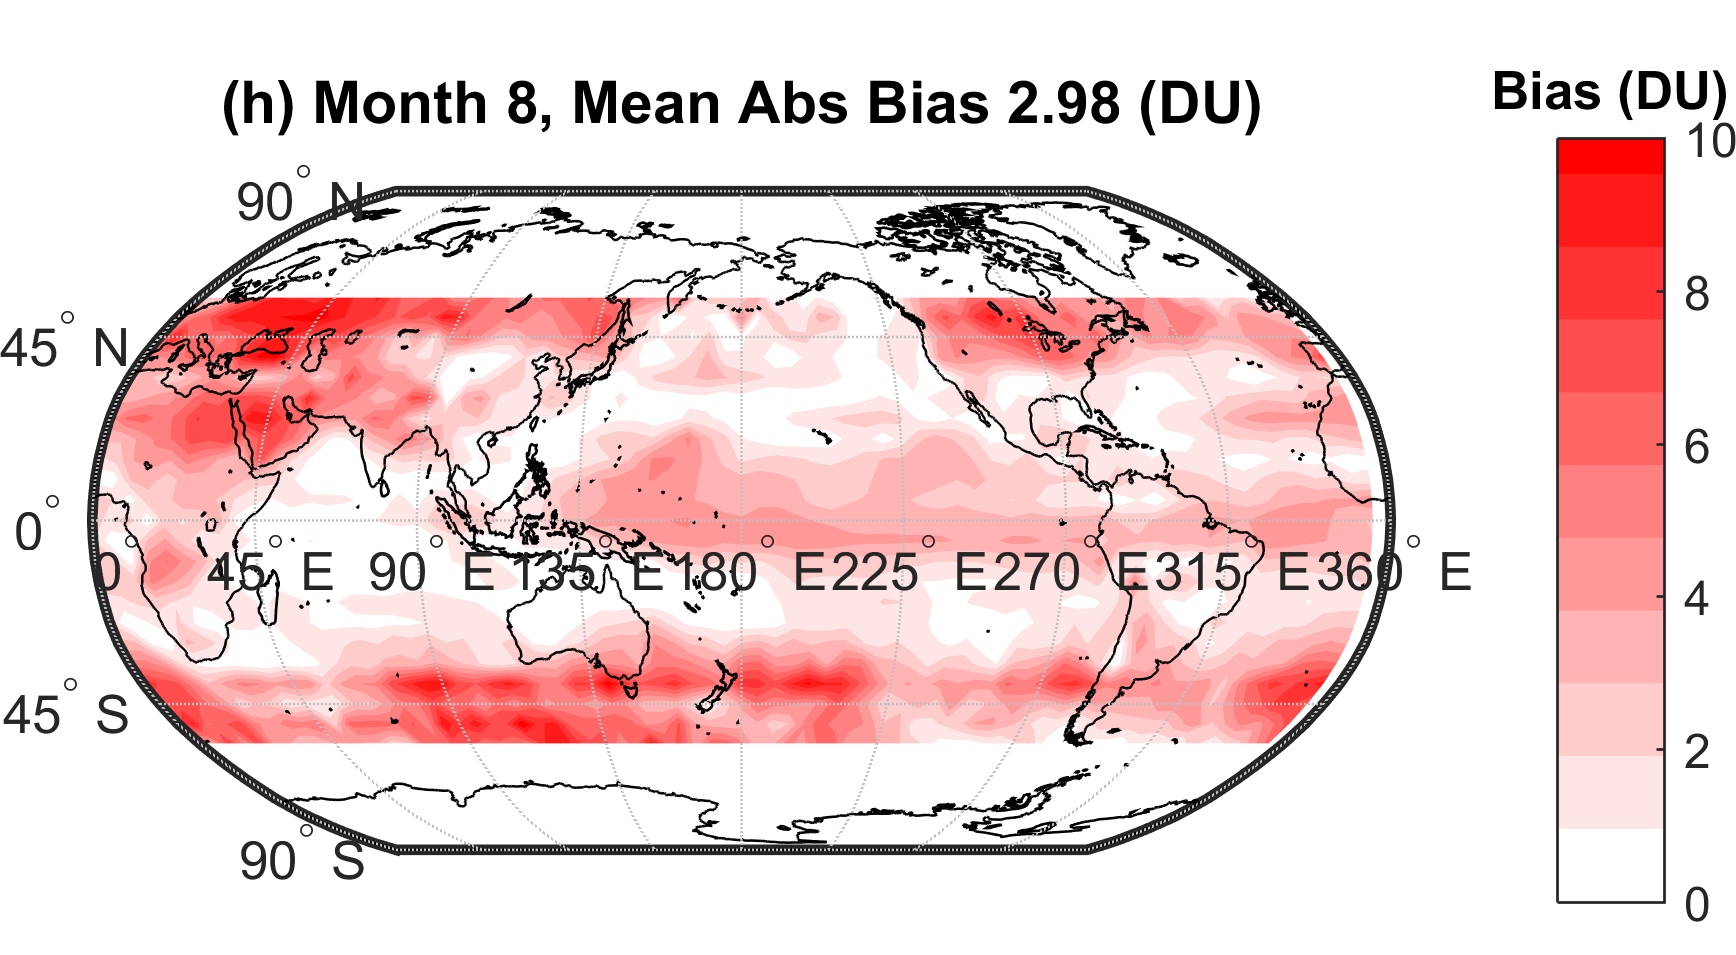 (h) Month 8, Mean Abs Bias 2.98 (DU)
Bias (DU)
10
8
6
4
2
0
90° N
45° N
0°
45° S
90° S
0° 45° E 90° E 135° E 180° E 225° E 270° E 315° E 360° E